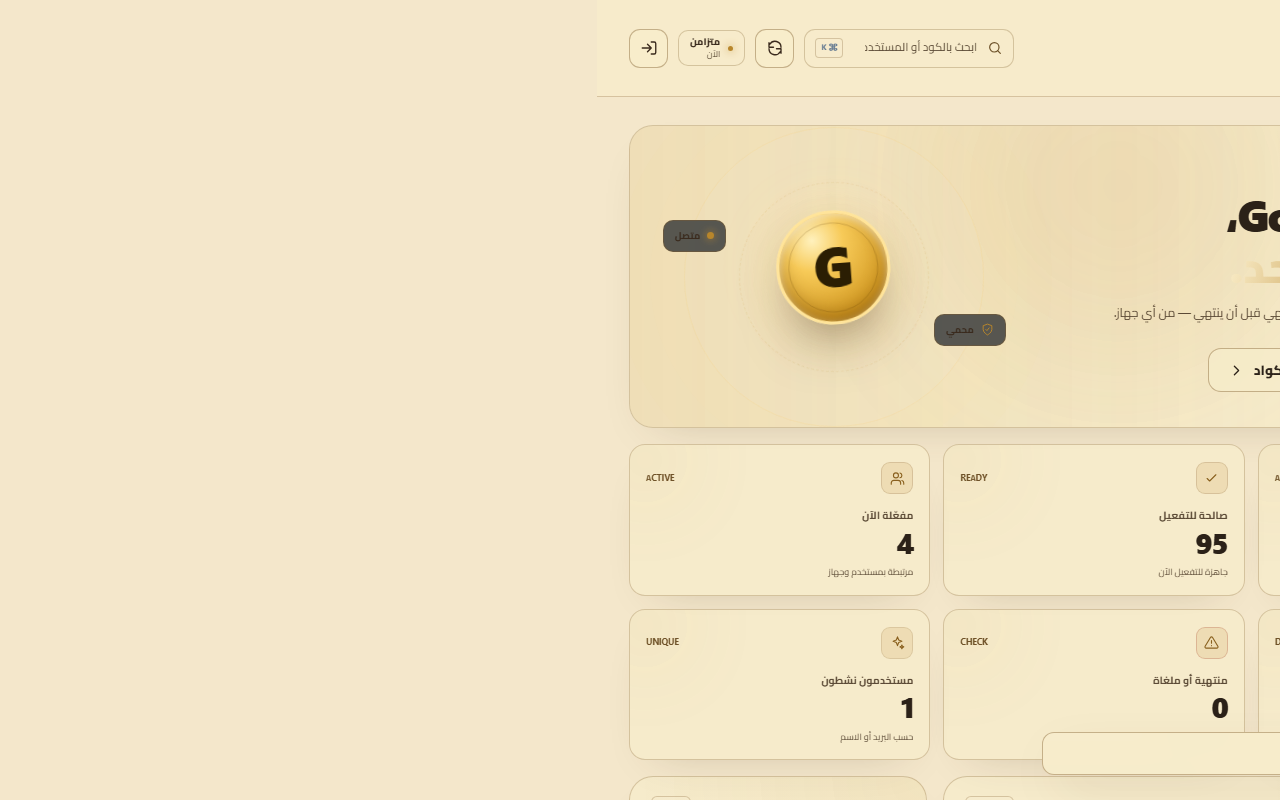 ابحث بالكود أو المستخدم
⌘ K
متزامن
الآن
Go,
متصل
G
محمي
هي قبل أن ينتهي — من أي جهاز.
كواد
READY
صالحة للتفعيل
95
جاهزة للتفعيل الآن
ACTIVE
مفعّلة الآن
4
مرتبطة بمستخدم وجهاز
CHECK
منتهية أو ملغاة
0
UNIQUE
مستخدمون نشطون
1
حسب البريد أو الاسم